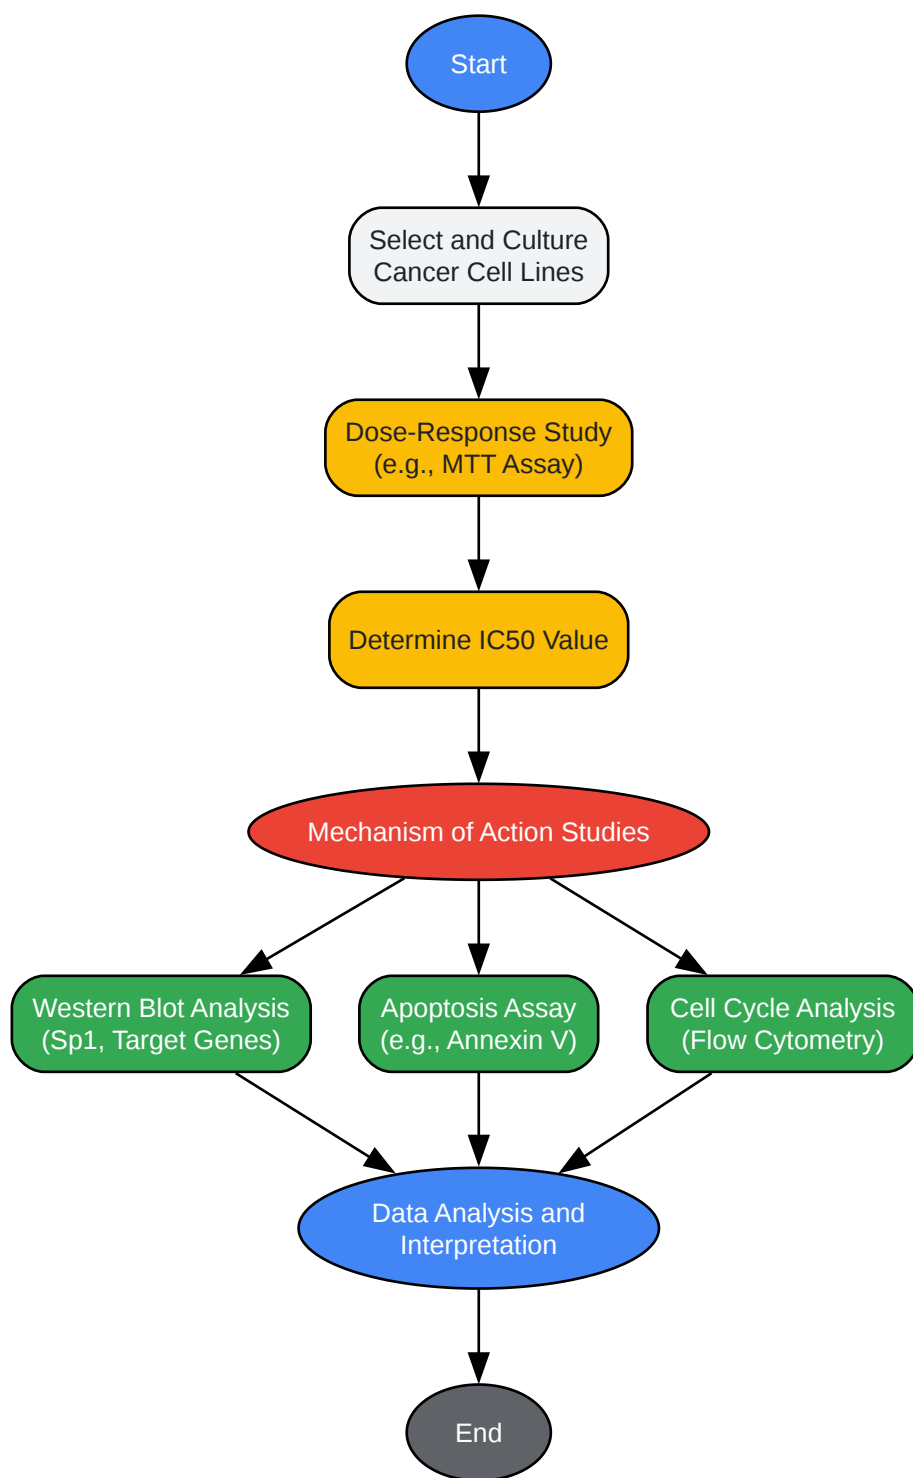 Start
Select and Culture
Cancer Cell Lines
Dose-Response Study
(e.g., MTT Assay)
Determine IC50 Value
Mechanism of Action Studies
Western Blot Analysis
(Sp1, Target Genes)
Apoptosis Assay
(e.g., Annexin V)
Cell Cycle Analysis
(Flow Cytometry)
Data Analysis and
Interpretation
End